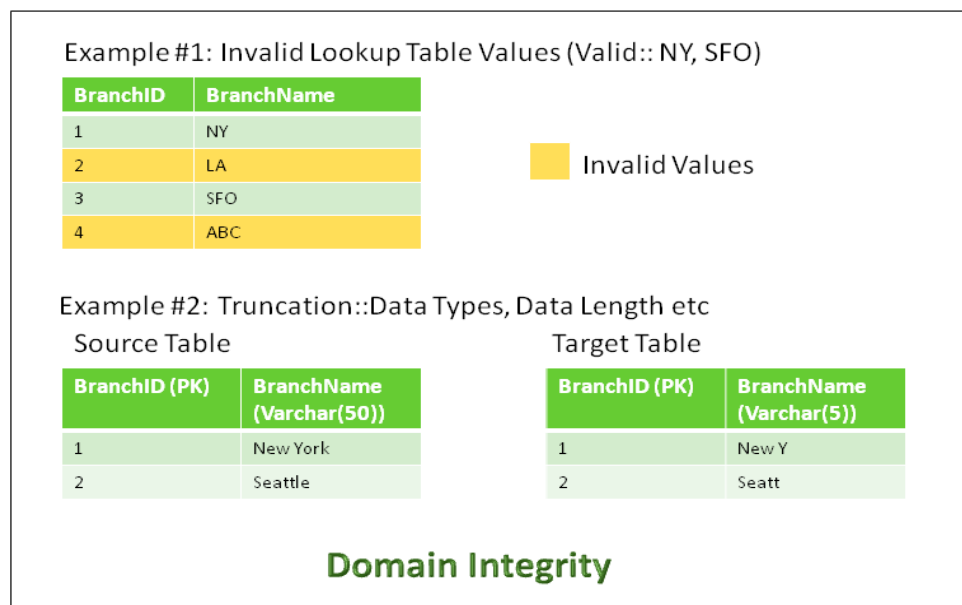 Example #1: Invalid Lookup Table Values (Valid:: NY, SFO)
BranchID BranchName
1 NY
2 LA
3 SFO
4 ABC
Invalid Values
Example #2: Truncation::Data Types, Data Length etc
Source Table
BranchID (PK) BranchName
(Varchar(50))
1 New York
2 Seattle
Target Table
BranchID (PK) BranchName
(Varchar(5))
1 New Y
2 Seatt
Domain Integrity